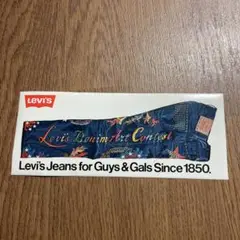 LEVI'S
Levi's Denim Art Contest
Levi's Jeans for Guys & Gals Since 1850.